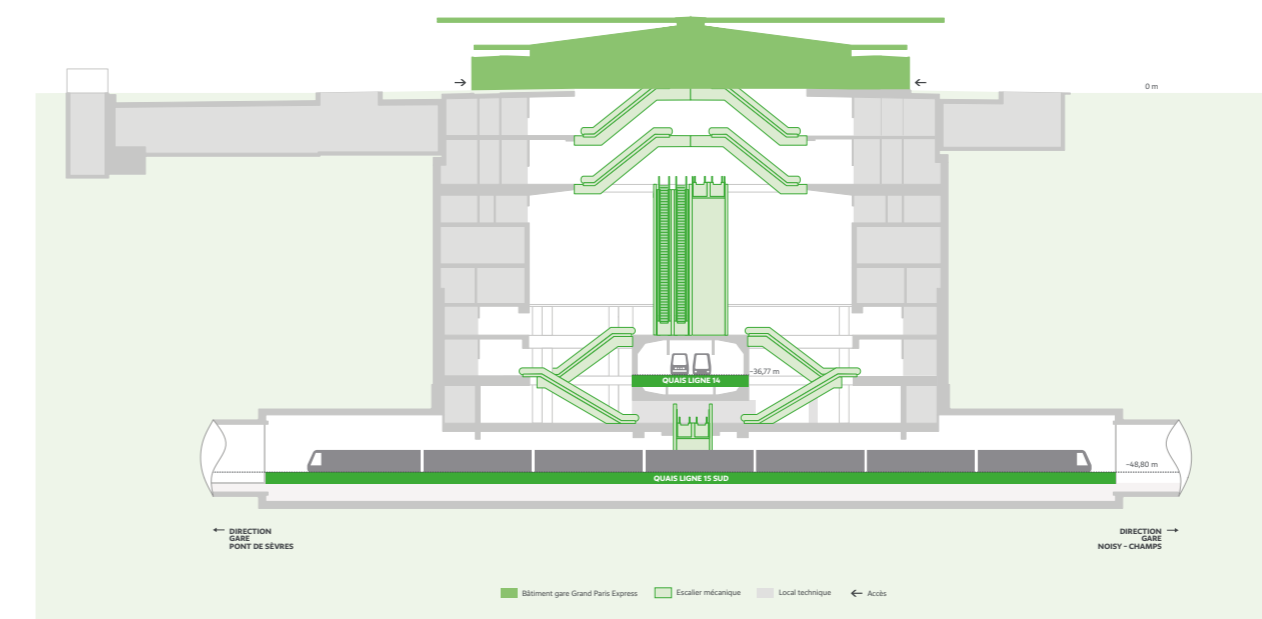 0 m
-36,77 m
QUAIS LIGNE 14
-48,80 m
QUAIS LIGNE 15 SUD
← DIRECTION
GARE
PONT DE SÈVRES
DIRECTION →
GARE
NOISY – CHAMPS
Bâtiment gare Grand Paris Express
Escalier mécanique
Local technique
← Accès